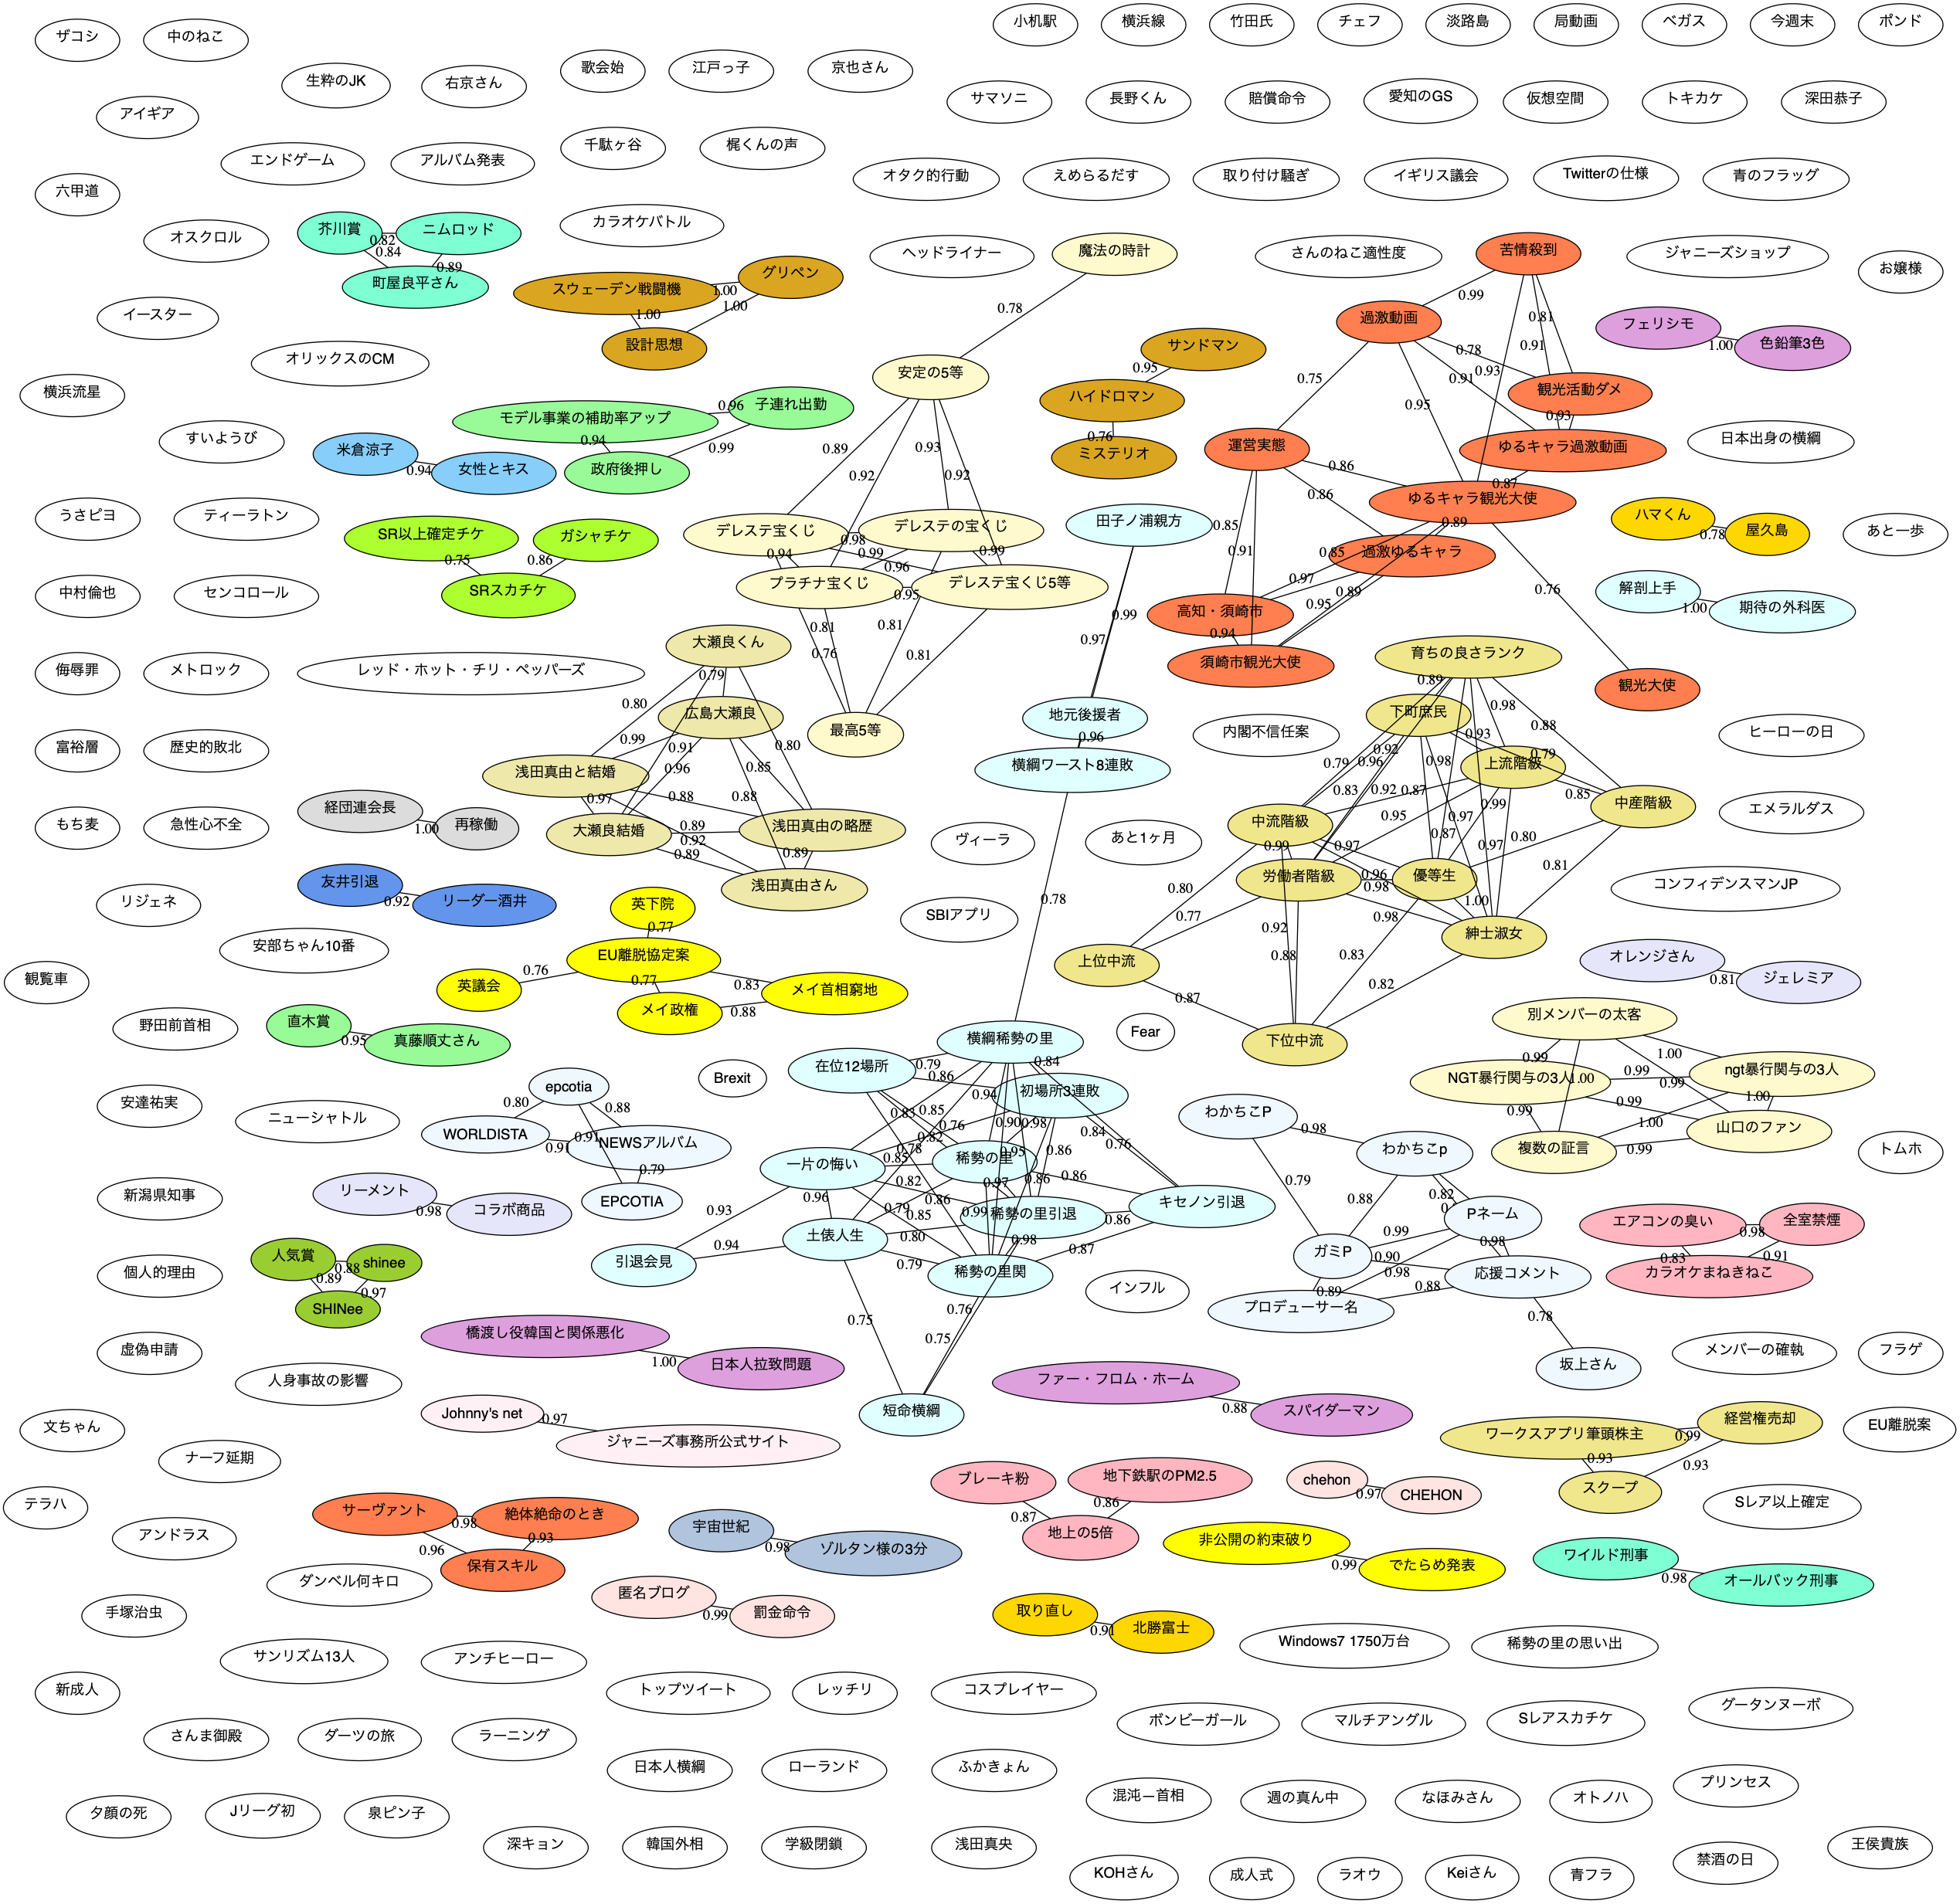 小机駅
横浜線
竹田氏
チェフ
淡路島
局動画
ベガス
今週末
ポンド
ザコシ
中のねこ
生粋のJK
右京さん
歌会始
江戸っ子
京也さん
サマソニ
長野くん
賠償命令
愛知のGS
仮想空間
トキカケ
深田恭子
アイギア
エンドゲーム
アルバム発表
千駄ヶ谷
梶くんの声
オタク的行動
えめらるだす
取り付け騒ぎ
イギリス議会
Twitterの仕様
青のフラッグ
六甲道
オスクロル
芥川賞
0.82
ニムロッド
0.84
0.89
町屋良平さん
カラオケバトル
ヘッドライナー
魔法の時計
さんのねこ適性度
苦情殺到
ジャニーズショップ
お嬢様
スウェーデン戦闘機
1.00
グリペン
1.00
1.00
設計思想
イースター
0.78
0.99
過激動画
0.81
フェリシモ
1.00
色鉛筆3色
オリックスのCM
サンドマン
0.95
0.78
0.91
横浜流星
安定の5等
ハイドロマン
0.75
0.91
0.93
観光活動ダメ
モデル事業の補助率アップ
0.96
子連れ出勤
0.95
0.93
すいようび
0.94
0.99
0.89
0.93
0.76
運営実態
ゆるキャラ過激動画
日本出身の横綱
米倉涼子
0.94
女性とキス
政府後押し
0.92
0.92
ミステリオ
0.86
0.87
ゆるキャラ観光大使
0.86
うさピヨ
ティーラトン
SR以上確定チケ
ガシャチケ
デレステ宝くじ
デレステの宝くじ
田子ノ浦親方
0.85
0.89
ハマくん
0.78
屋久島
あと一歩
0.75
0.86
0.94
0.98
0.99
0.99
0.91
0.85
過激ゆるキャラ
中村倫也
センコロール
SRスカチケ
プラチナ宝くじ
0.96
0.95
デレステ宝くじ5等
0.97
0.89
解剖上手
1.00
期待の外科医
0.76
0.99
高知・須崎市
0.95
0.94
大瀬良くん
0.81
0.81
0.97
須崎市観光大使
育ちの良さランク
侮辱罪
メトロック
レッド・ホット・チリ・ペッパーズ
0.79
0.76
0.81
0.89
観光大使
0.80
広島大瀬良
最高5等
地元後援者
0.96
下町庶民
0.98
0.88
富裕層
歴史的敗北
0.99
0.91
0.80
内閣不信任案
0.92
0.93
0.79
ヒーローの日
浅田真由と結婚
0.96
0.85
横綱ワースト8連敗
0.79
0.96
0.98
上流階級
0.97
0.88
0.88
0.83
0.92
0.87
0.99
0.85
中産階級
もち麦
急性心不全
経団連会長
1.00
再稼働
大瀬良結婚
0.89
浅田真由の略歴
ヴィーラ
あと1ヶ月
中流階級
0.95
0.97
0.87
0.80
エメラルダス
0.92
0.89
0.89
0.99
0.97
0.97
浅田真由さん
0.80
労働者階級
0.96
0.98
優等生
0.81
コンフィデンスマンJP
リジェネ
友井引退
0.92
リーダー酒井
英下院
0.77
SBIアプリ
0.78
0.77
0.98
1.00
安部ちゃん10番
0.92
紳士淑女
観覧車
英議会
0.76
EU離脱協定案
0.77
0.83
上位中流
0.88
0.83
オレンジさん
0.81
ジェレミア
メイ首相窮地
0.87
0.82
メイ政権
0.88
野田前首相
直木賞
0.95
真藤順丈さん
横綱稀勢の里
Fear
下位中流
別メンバーの太客
在位12場所
0.79
0.84
0.99
1.00
Brexit
epcotia
0.86
0.94
初場所3連敗
NGT暴行関与の3人
1.00
0.99
0.99
ngt暴行関与の3人
安達祐実
ニューシャトル
0.80
0.88
0.83
0.85
0.76
0.90
0.98
0.84
0.76
わかちこP
0.99
0.99
1.00
WORLDISTA
0.91
0.91
NEWSアルバム
0.82
0.78
0.98
1.00
山口のファン
一片の悔い
0.85
稀勢の里
0.95
0.86
わかちこp
複数の証言
0.99
トムホ
新潟県知事
リーメント
0.98
コラボ商品
0.79
EPCOTIA
0.96
0.82
0.97
0.86
0.86
0.79
0.88
0.82
0.93
0.79
0.85
0.86
0.99
稀勢の里引退
0.86
キセノン引退
Pネーム
エアコンの臭い
0.98
全室禁煙
土俵人生
0.80
0.98
0.87
0.99
0.98
0.83
0.91
個人的理由
人気賞
0.88
shinee
0.89
0.97
SHINee
引退会見
0.94
0.79
稀勢の里関
インフル
ガミP
0.90
0.98
応援コメント
カラオケまねきねこ
0.75
0.76
0.89
0.88
プロデューサー名
0.78
虚偽申請
人身事故の影響
橋渡し役韓国と関係悪化
1.00
日本人拉致問題
0.75
坂上さん
メンバーの確執
フラゲ
文ちゃん
Johnny's net
0.97
ジャニーズ事務所公式サイト
短命横綱
ファー・フロム・ホーム
0.88
スパイダーマン
ワークスアプリ筆頭株主
0.99
経営権売却
EU離脱案
ナーフ延期
0.93
0.93
スクープ
ブレーキ粉
0.87
地下鉄駅のPM2.5
0.86
地上の5倍
chehon
0.97
CHEHON
Sレア以上確定
テラハ
アンドラス
サーヴァント
0.98
絶体絶命のとき
0.96
0.93
保有スキル
宇宙世紀
0.98
ゾルタン様の3分
非公開の約束破り
0.99
でたらめ発表
ワイルド刑事
0.98
オールバック刑事
手塚治虫
ダンベル何キロ
匿名ブログ
0.99
罰金命令
取り直し
0.91
北勝富士
サンリズム13人
アンチヒーロー
Windows7 1750万台
稀勢の里の思い出
新成人
トップツイート
レッチリ
コスプレイヤー
グータンヌーボ
さんま御殿
ダーツの旅
ラーニング
ボンビーガール
マルチアングル
Sレアスカチケ
日本人横綱
ローランド
ふかきょん
プリンセス
夕顔の死
Jリーグ初
泉ピン子
混沌—首相
週の真ん中
なほみさん
オトノハ
深キョン
韓国外相
学級閉鎖
浅田真央
王侯貴族
KOHさん
成人式
ラオウ
Keiさん
青フラ
禁酒の日